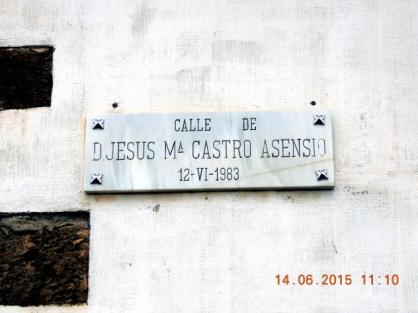 CALLE DE
D JESUS Mª CASTRO ASENSIO
12-VI-1983
14.06.2015 11:10